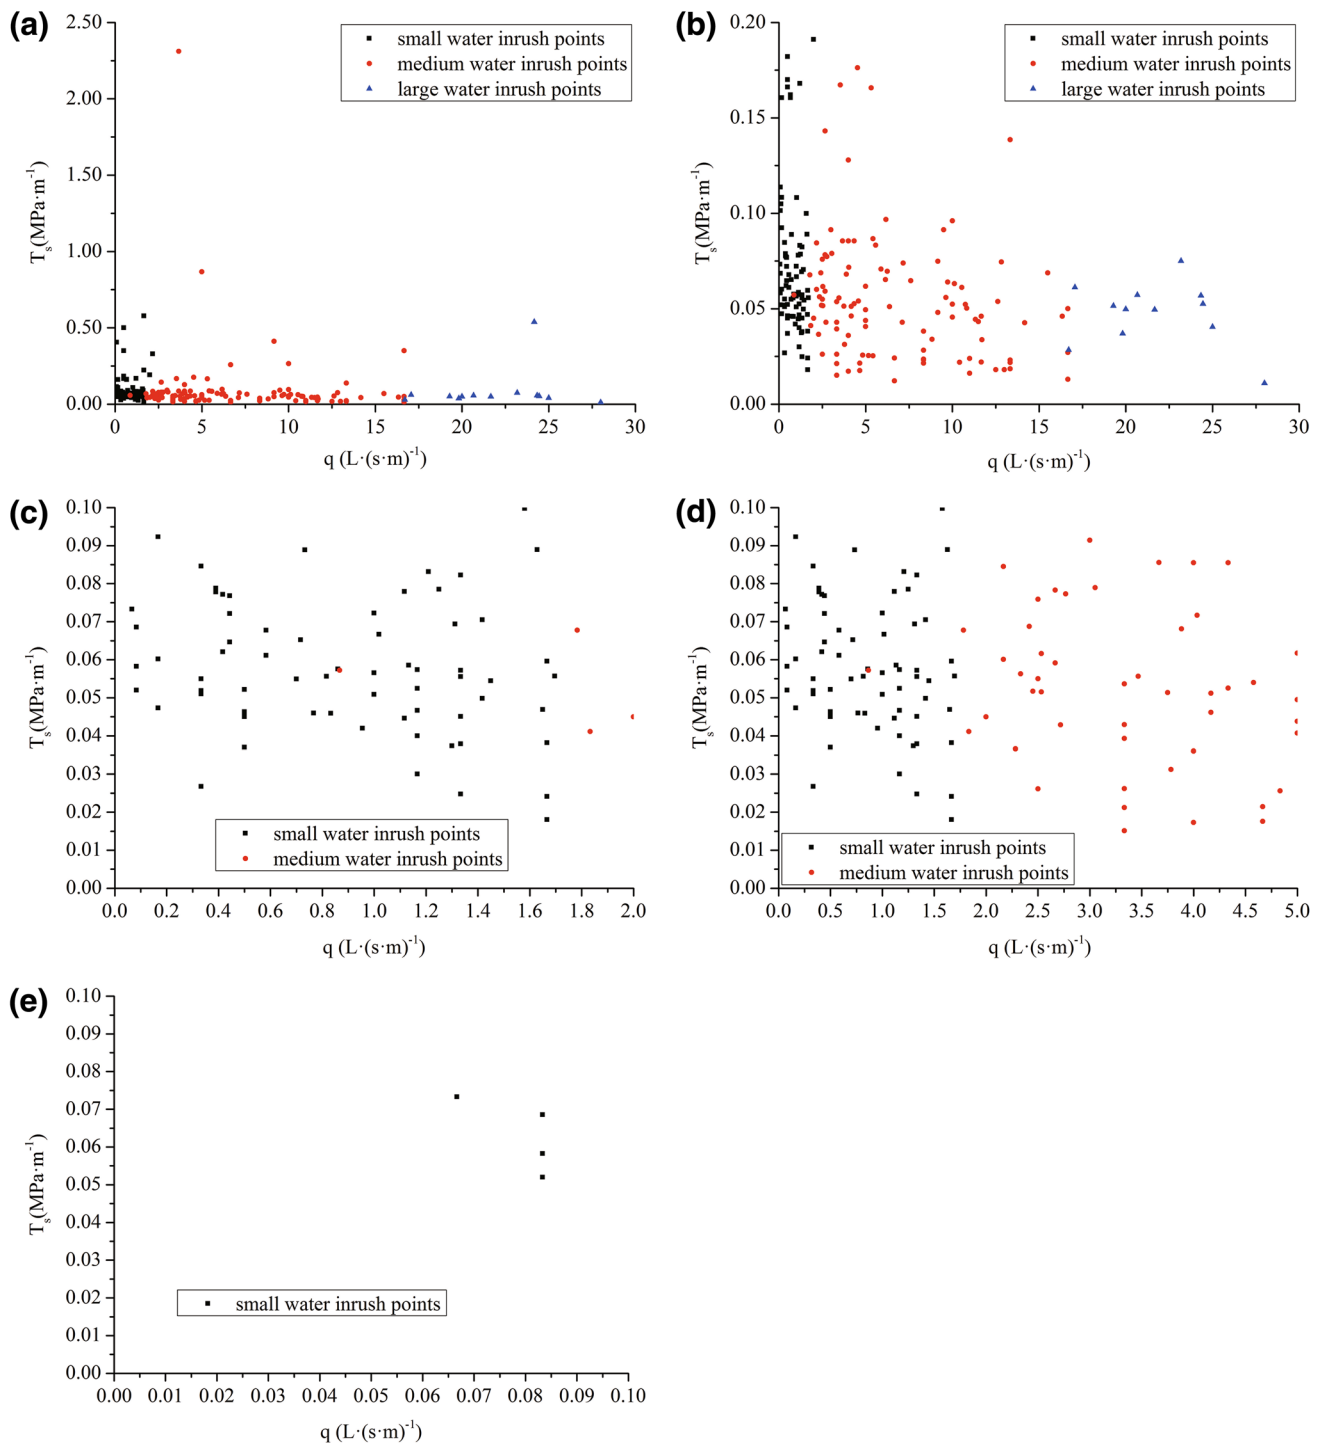 (a)
2.50
2.00
1.50
1.00
0.50
0.00
Ts(MPa·m-1)
small water inrush points
medium water inrush points
large water inrush points
0 5 10 15 20 25 30
q (L·(s·m)-1)
(b)
0.20
0.15
0.10
0.05
0.00
Ts(MPa·m-1)
small water inrush points
medium water inrush points
large water inrush points
0 5 10 15 20 25 30
q (L·(s·m)-1)
(c)
0.10
0.09
0.08
0.07
0.06
0.05
0.04
0.03
0.02
0.01
0.00
Ts(MPa·m-1)
small water inrush points
medium water inrush points
0.0 0.2 0.4 0.6 0.8 1.0 1.2 1.4 1.6 1.8 2.0
q (L·(s·m)-1)
(d)
0.10
0.09
0.08
0.07
0.06
0.05
0.04
0.03
0.02
0.01
0.00
Ts(MPa·m-1)
small water inrush points
medium water inrush points
0.0 0.5 1.0 1.5 2.0 2.5 3.0 3.5 4.0 4.5 5.0
q (L·(s·m)-1)
(e)
0.10
0.09
0.08
0.07
0.06
0.05
0.04
0.03
0.02
0.01
0.00
Ts(MPa·m-1)
small water inrush points
0.00 0.01 0.02 0.03 0.04 0.05 0.06 0.07 0.08 0.09 0.10
q (L·(s·m)-1)